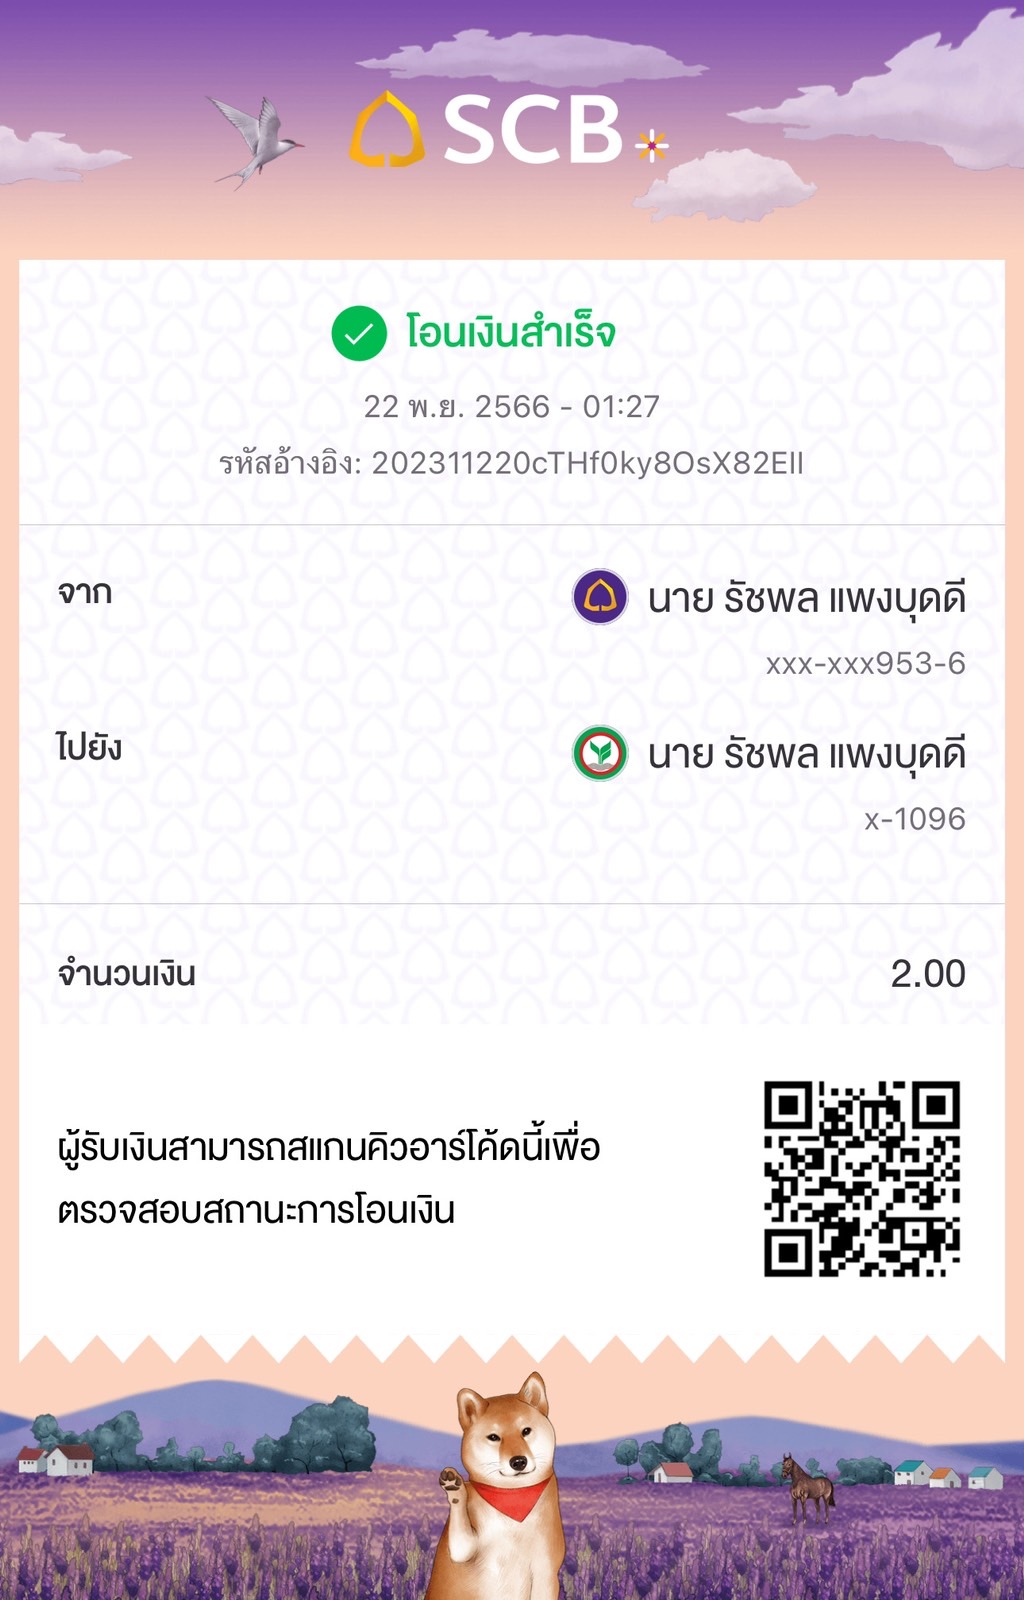 SCB
โอนเงินสำเร็จ
22 พ.ย. 2566 - 01:27
รหัสอ้างอิง: 202311220cTHf0ky8OsX82EII
จาก
นาย รัชพล แพงบุดดี
xxx-xxx953-6
ไปยัง
นาย รัชพล แพงบุดดี
x-1096
จำนวนเงิน
2.00
ผู้รับเงินสามารถสแกนคิวอาร์โค้ดนี้เพื่อ
ตรวจสอบสถานะการโอนเงิน